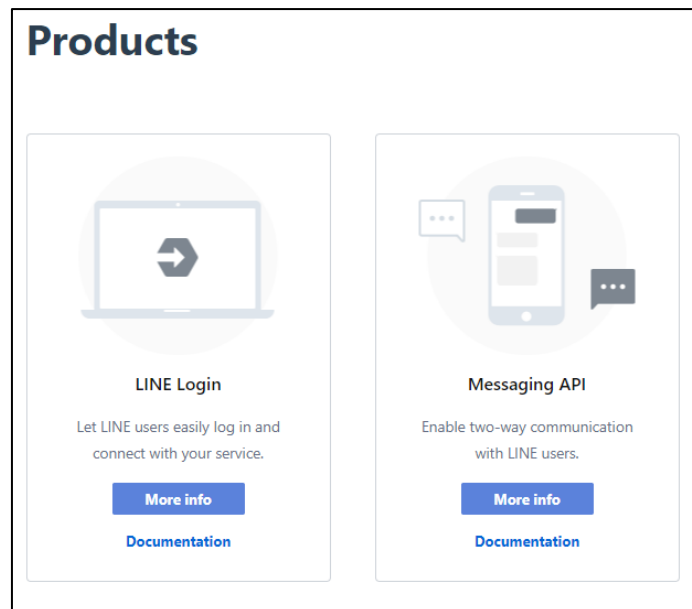 Products
LINE Login
Let LINE users easily log in and
connect with your service.
More info
Documentation
Messaging API
Enable two-way communication
with LINE users.
More info
Documentation